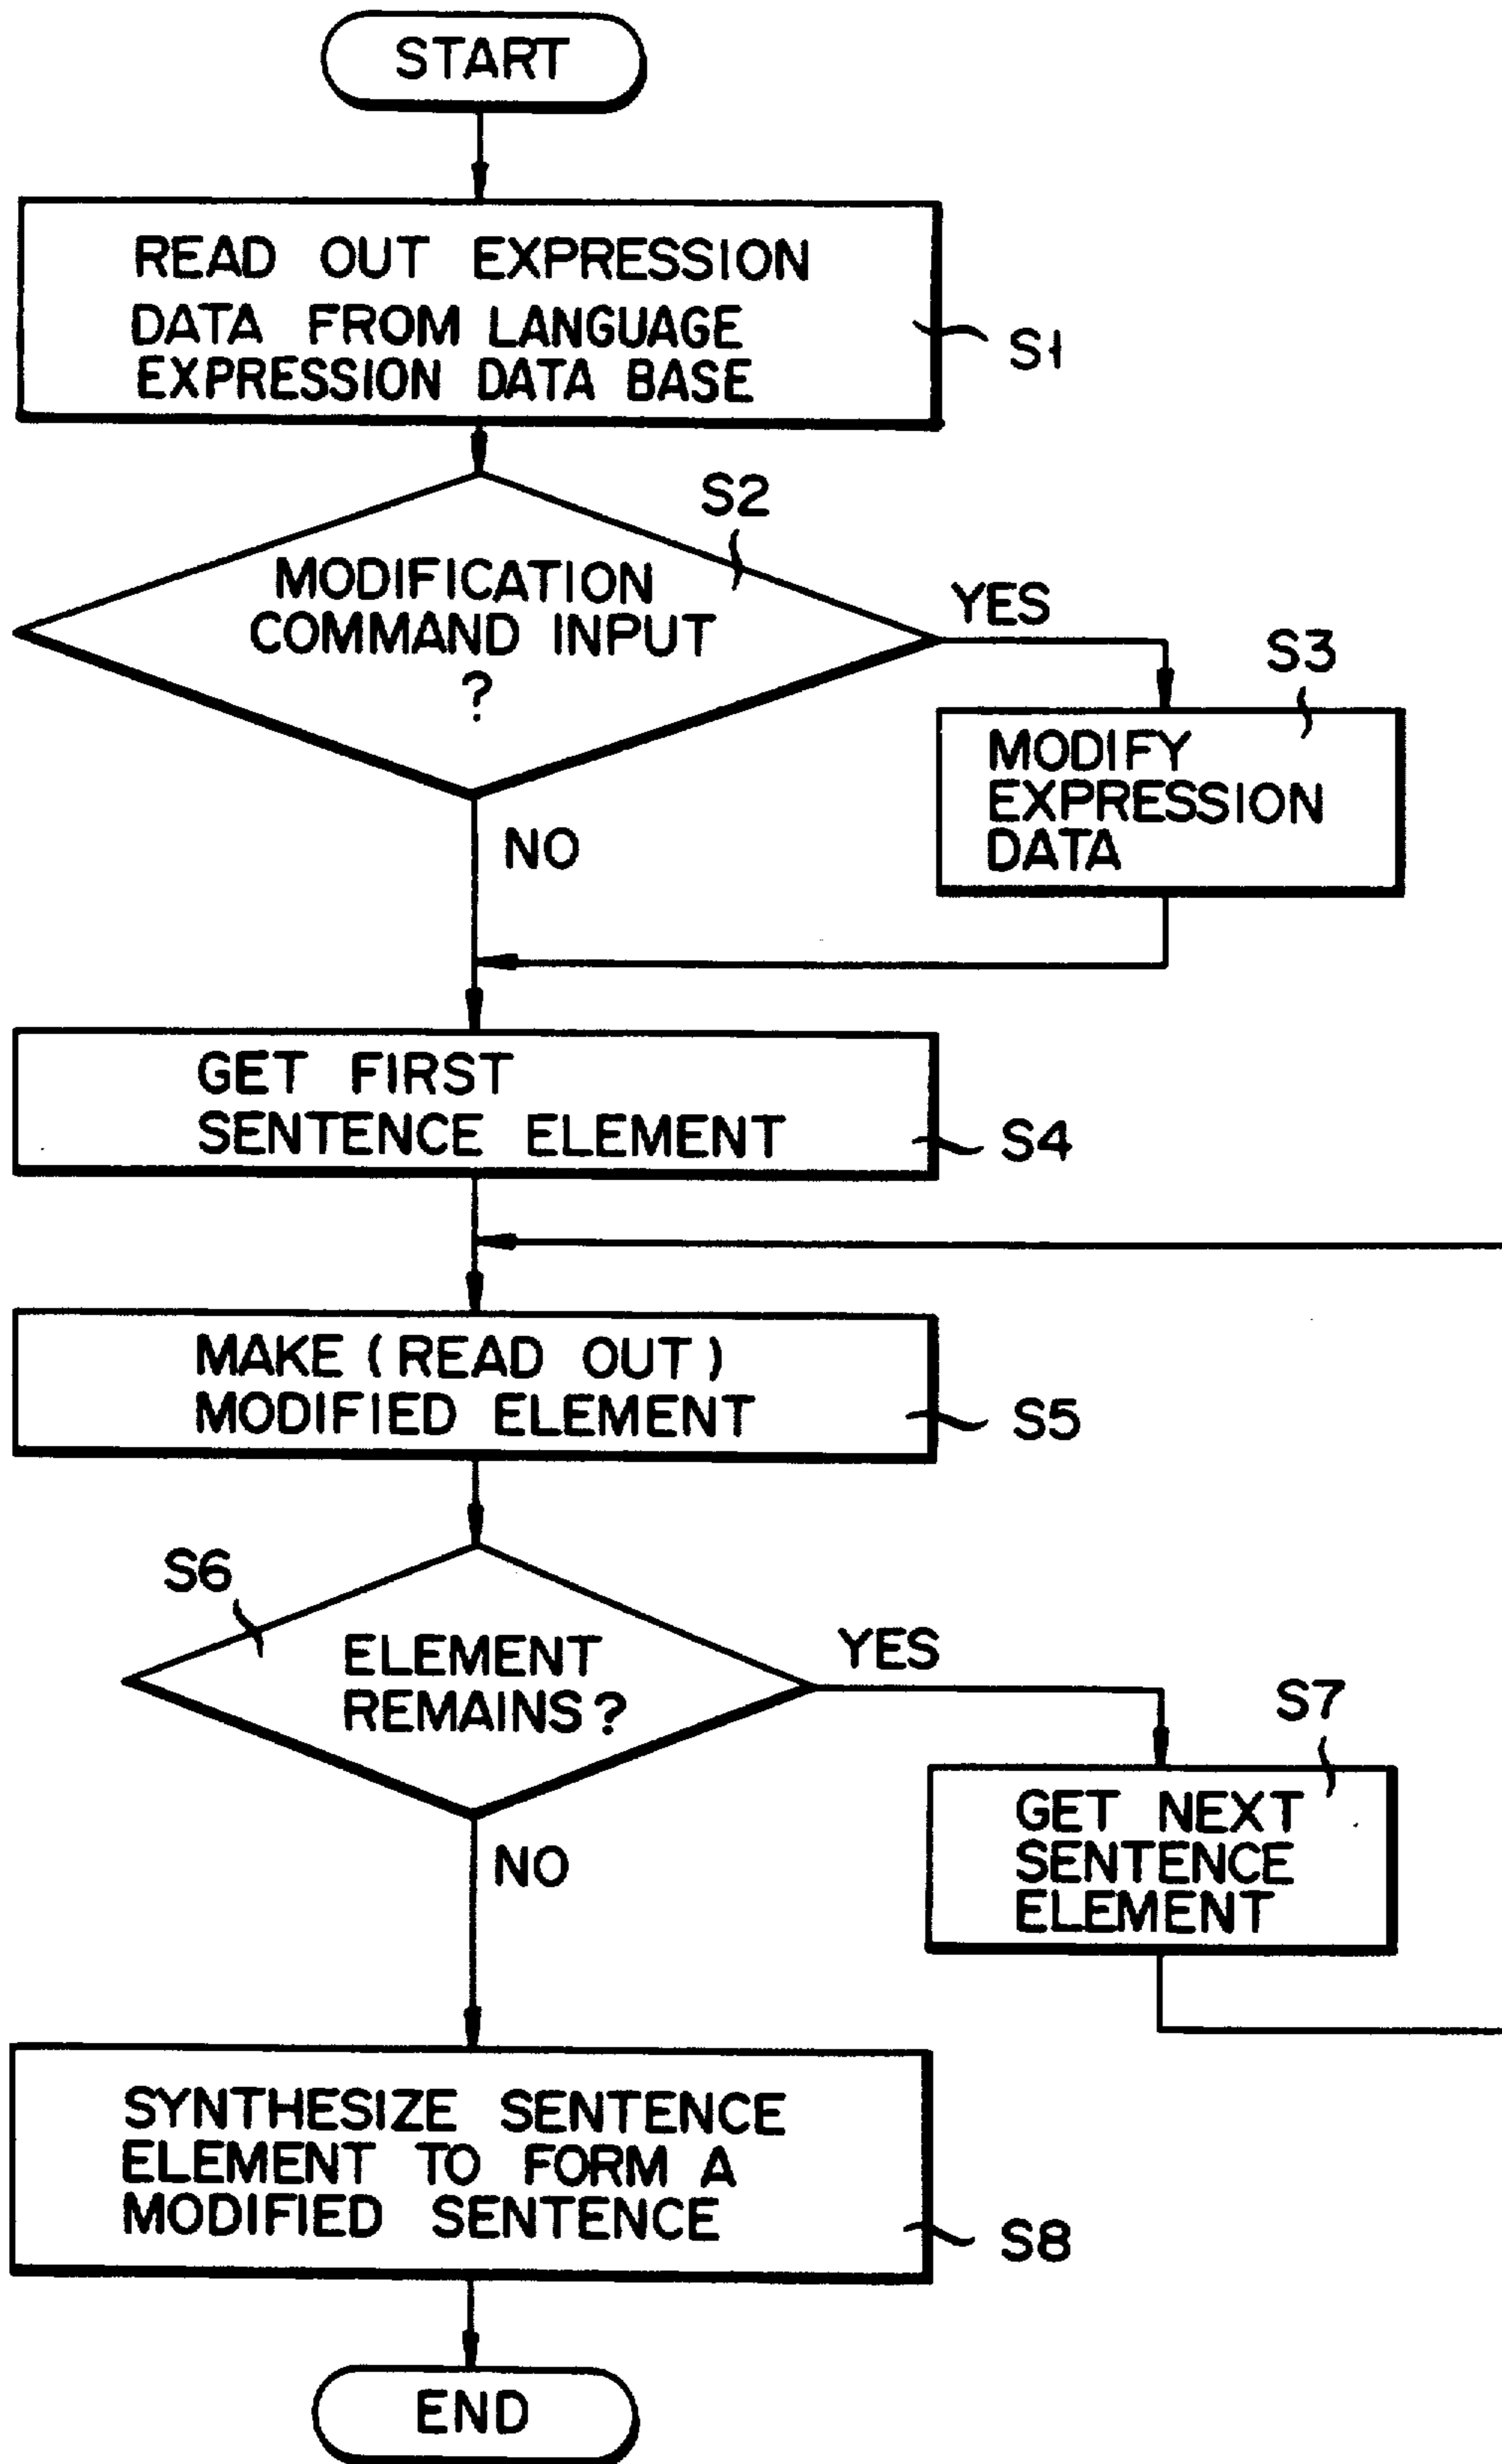 START
READ OUT EXPRESSION
DATA FROM LANGUAGE
EXPRESSION DATA BASE
S1
S2
MODIFICATION
COMMAND INPUT
?
YES
S3
MODIFY
EXPRESSION
DATA
NO
GET FIRST
SENTENCE ELEMENT
S4
MAKE (READ OUT)
MODIFIED ELEMENT
S5
S6
ELEMENT
REMAINS?
YES
S7
GET NEXT
SENTENCE
ELEMENT
NO
SYNTHESIZE SENTENCE
ELEMENT TO FORM A
MODIFIED SENTENCE
S8
END